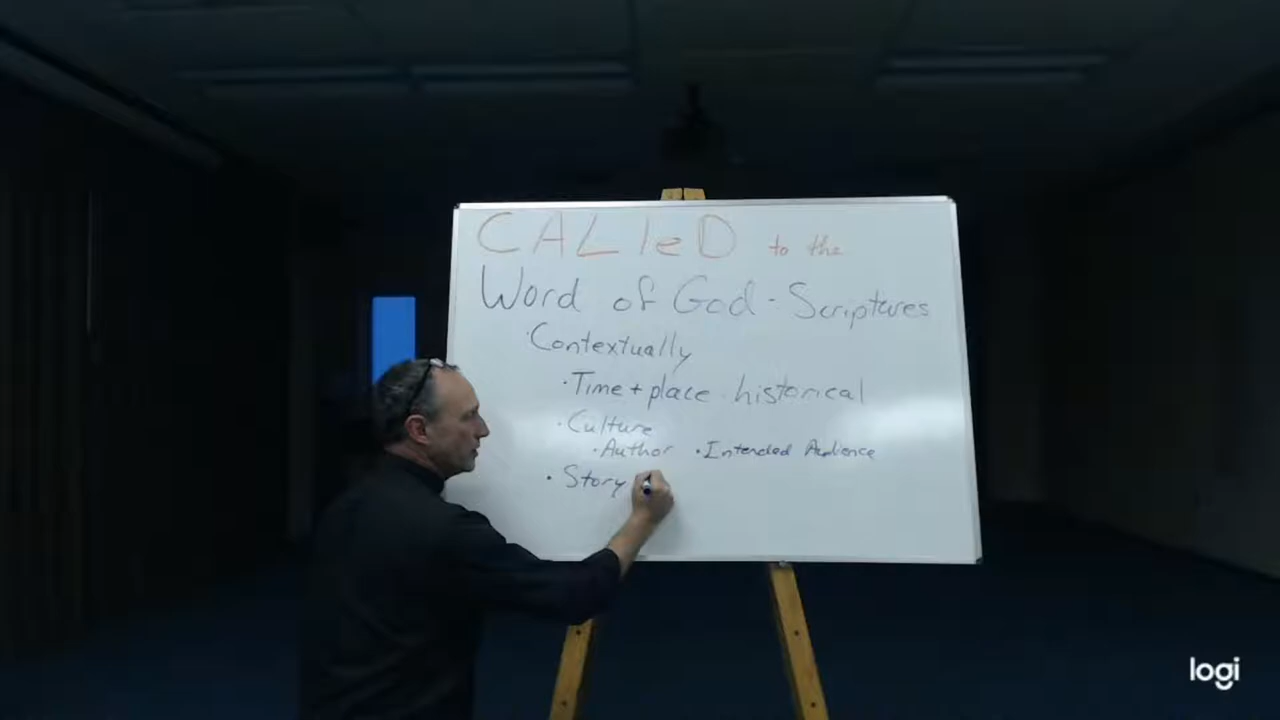 CALleD to the
Word of God - Scriptures
· Contextually
· Time + place · historical
· Culture
· Author · Intended Audience
· Story
logi